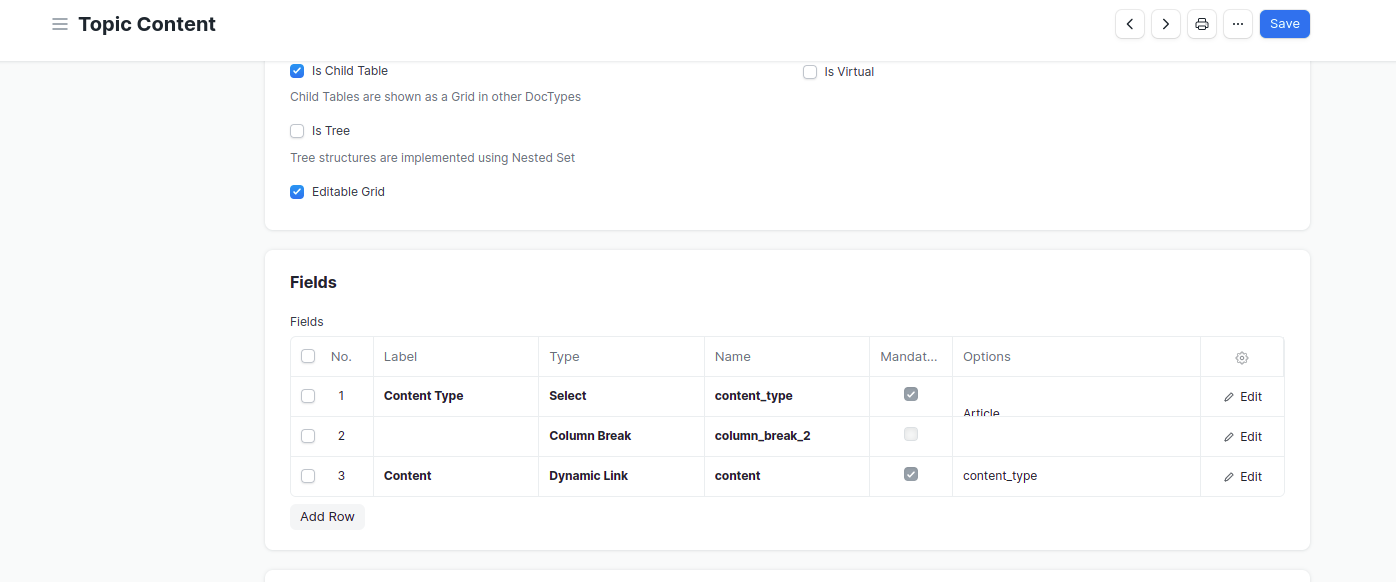 Topic Content
Save
Is Child Table
Is Virtual
Child Tables are shown as a Grid in other DocTypes
Is Tree
Tree structures are implemented using Nested Set
Editable Grid
Fields
Fields
No. Label Type Name Mandat... Options
1 Content Type Select content_type Article Edit
2 Column Break column_break_2 Edit
3 Content Dynamic Link content content_type Edit
Add Row